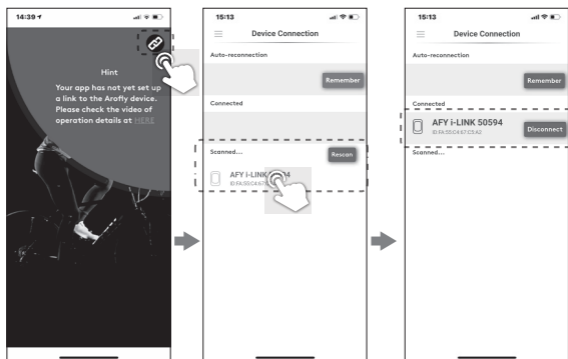 14:39
Hint
Your app has not yet set up
a link to the Arofly device.
Please check the video of
operation details at HERE
15:13
Device Connection
Auto-reconnection
Remember
Connected
Scanned...
Rescan
AFY i-LINK
15:13
Device Connection
Auto-reconnection
Remember
Connected
AFY i-LINK 50594
Disconnect
Scanned...